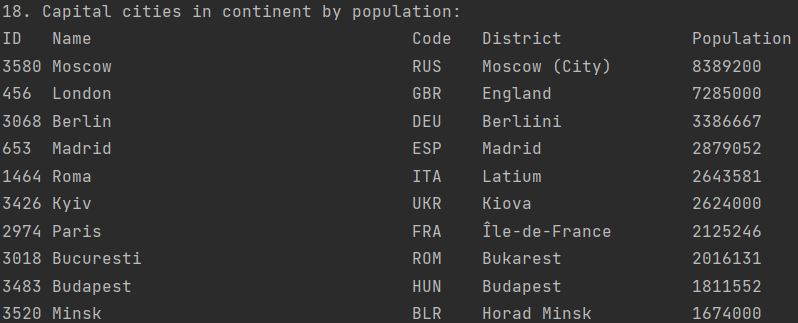 18. Capital cities in continent by population:
ID Name Code District Population
3580 Moscow RUS Moscow (City) 8389200
456 London GBR England 7285000
3068 Berlin DEU Berliini 3386667
653 Madrid ESP Madrid 2879052
1464 Roma ITA Latium 2643581
3426 Kyiv UKR Kiova 2624000
2974 Paris FRA Île-de-France 2125246
3018 Bucuresti ROM Bukarest 2016131
3483 Budapest HUN Budapest 1811552
3520 Minsk BLR Horad Minsk 1674000